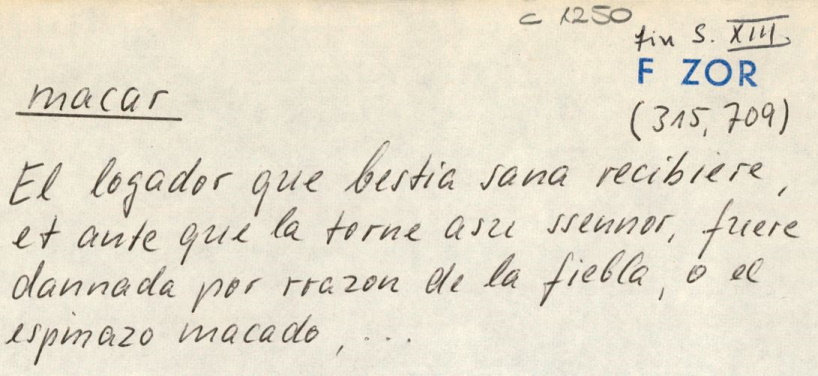 c 1250
fin S. XIII.
F ZOR
macar
(315, 709)
El logador que bestia sana recibiere,
et ante que la torne asu ssennor, fuere
dannada por rrazon de la fiebla, o el
espinazo macado, ...